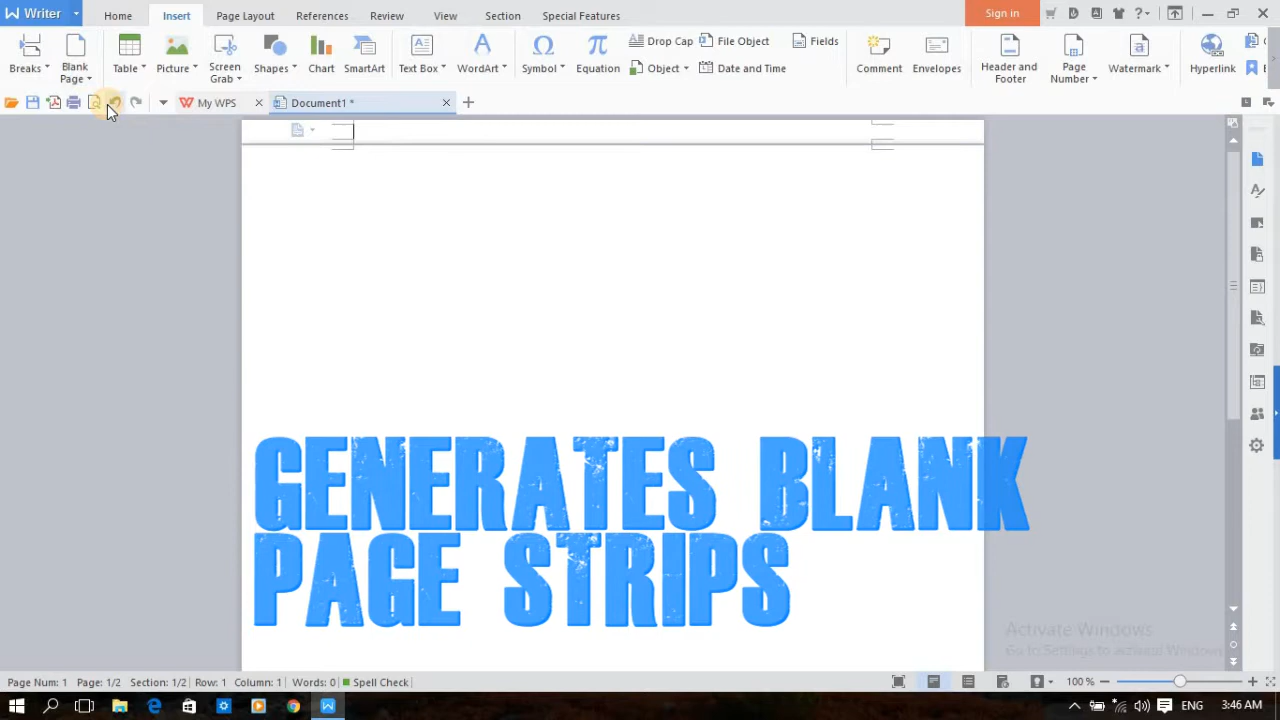 Writer
Home
Insert
Page Layout
References
Review
View
Section
Special Features
Sign in
Breaks
Blank Page
Table
Picture
Screen Grab
Shapes
Chart
SmartArt
Text Box
WordArt
Symbol
Equation
Drop Cap
Object
File Object
Date and Time
Fields
Comment
Envelopes
Header and Footer
Page Number
Watermark
Hyperlink
My WPS
Document1 *
GENERATES BLANK
PAGE STRIPS
Activate Windows
Go to Settings to activate Windows
Page Num: 1 Page: 1/2 Section: 1/2 Row: 1 Column: 1 Words: 0 Spell Check
100 %
ENG 3:46 AM